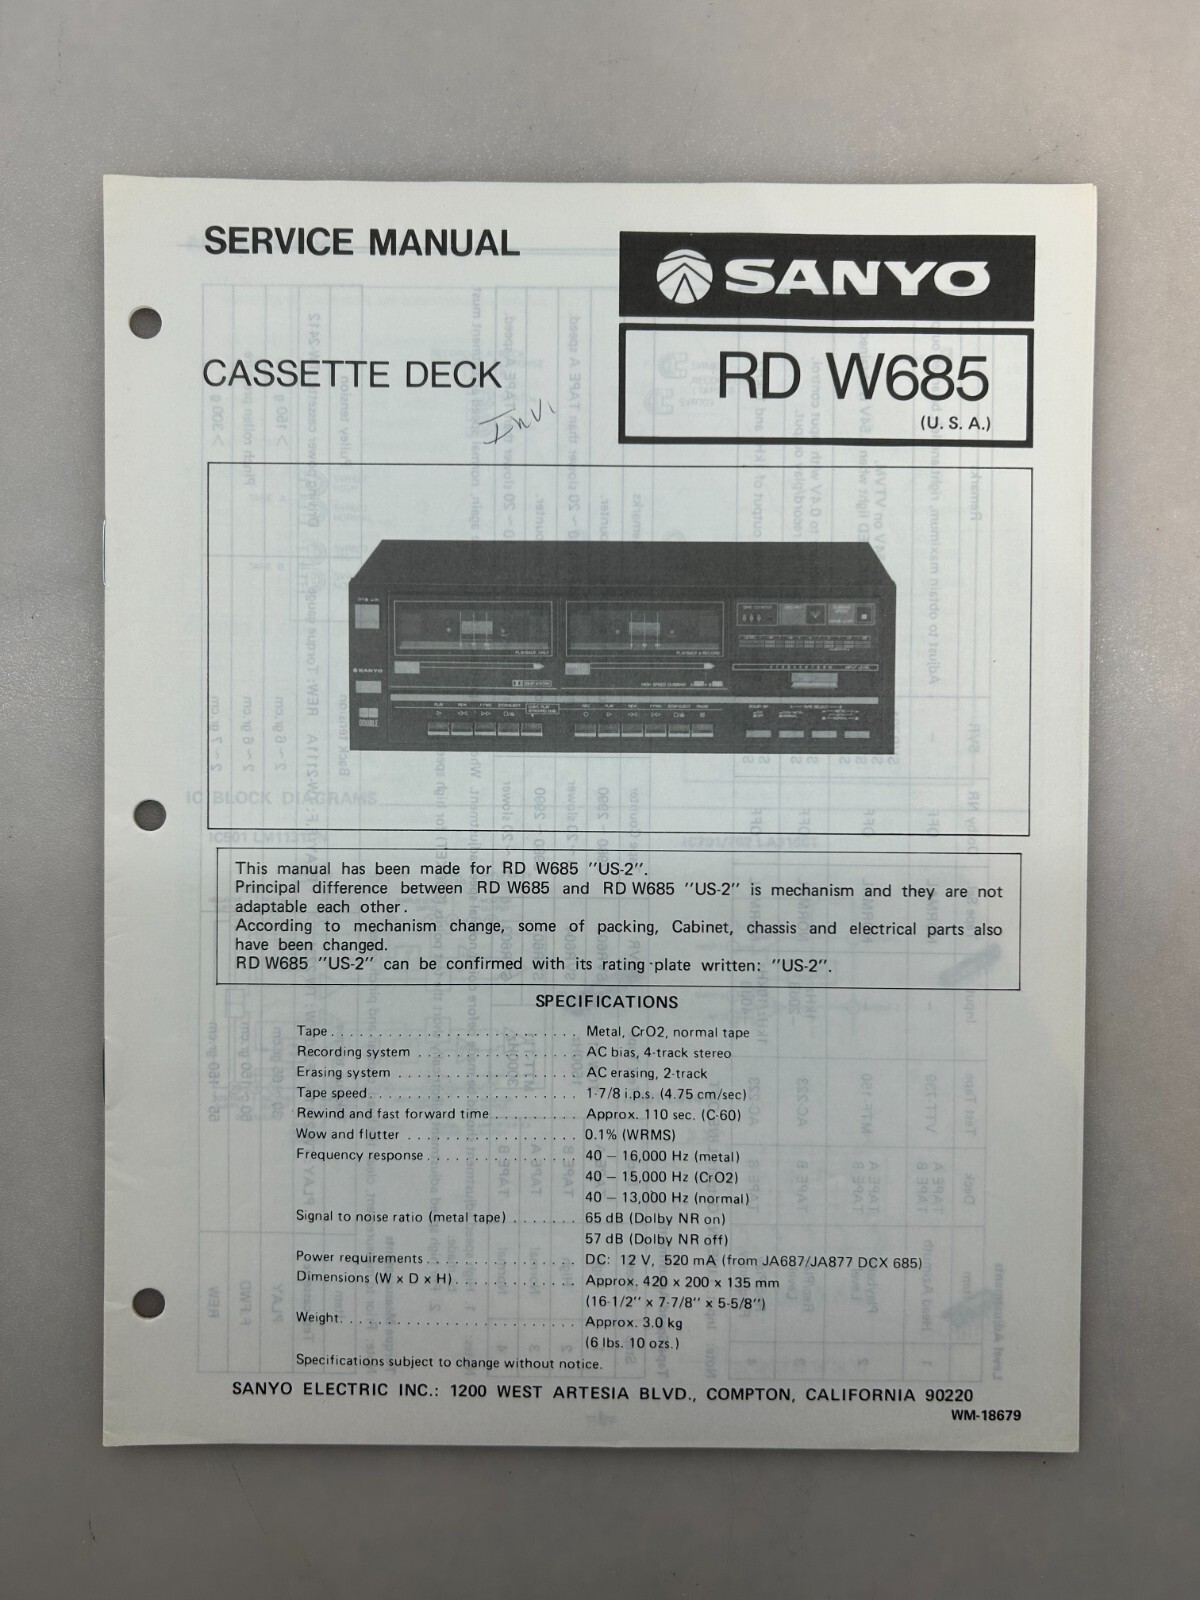 SERVICE MANUAL
SANYO
CASSETTE DECK
RD W685
(U. S. A.)
SANYO
DOUBLE
This manual has been made for RD W685 "US-2".
Principal difference between RD W685 and RD W685 "US-2" is mechanism and they are not
adaptable each other.
According to mechanism change, some of packing, Cabinet, chassis and electrical parts also
have been changed.
RD W685 "US-2" can be confirmed with its rating plate written: "US-2".
SPECIFICATIONS
Tape . . . . . . . . . . . . . . . . . . . . . . . . . . Metal, CrO2, normal tape
Recording system . . . . . . . . . . . . . . . . . AC bias, 4-track stereo
Erasing system . . . . . . . . . . . . . . . . . . . AC erasing, 2-track
Tape speed. . . . . . . . . . . . . . . . . . . . . . 1-7/8 i.p.s. (4.75 cm/sec)
Rewind and fast forward time . . . . . . . . . Approx. 110 sec. (C-60)
Wow and flutter . . . . . . . . . . . . . . . . . . 0.1% (WRMS)
Frequency response . . . . . . . . . . . . . . . . 40 – 16,000 Hz (metal)
40 – 15,000 Hz (CrO2)
40 – 13,000 Hz (normal)
Signal to noise ratio (metal tape) . . . . . . . 65 dB (Dolby NR on)
57 dB (Dolby NR off)
Power requirements . . . . . . . . . . . . . . . . DC: 12 V, 520 mA (from JA687/JA877 DCX 685)
Dimensions (W x D x H) . . . . . . . . . . . . . Approx. 420 x 200 x 135 mm
(16-1/2" x 7-7/8" x 5-5/8")
Weight. . . . . . . . . . . . . . . . . . . . . . . . . Approx. 3.0 kg
(6 lbs. 10 ozs.)
Specifications subject to change without notice.
SANYO ELECTRIC INC.: 1200 WEST ARTESIA BLVD., COMPTON, CALIFORNIA 90220
WM-18679